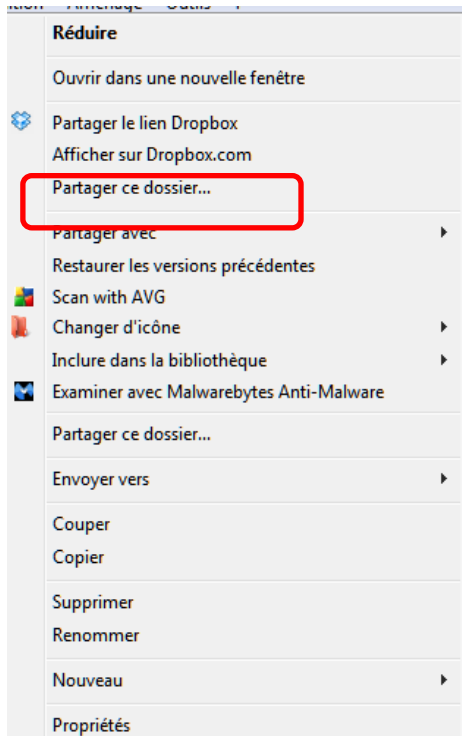 Réduire
Ouvrir dans une nouvelle fenêtre
Partager le lien Dropbox
Afficher sur Dropbox.com
Partager ce dossier...
Partager avec
Restaurer les versions précédentes
Scan with AVG
Changer d'icône
Inclure dans la bibliothèque
Examiner avec Malwarebytes Anti-Malware
Partager ce dossier...
Envoyer vers
Couper
Copier
Supprimer
Renommer
Nouveau
Propriétés